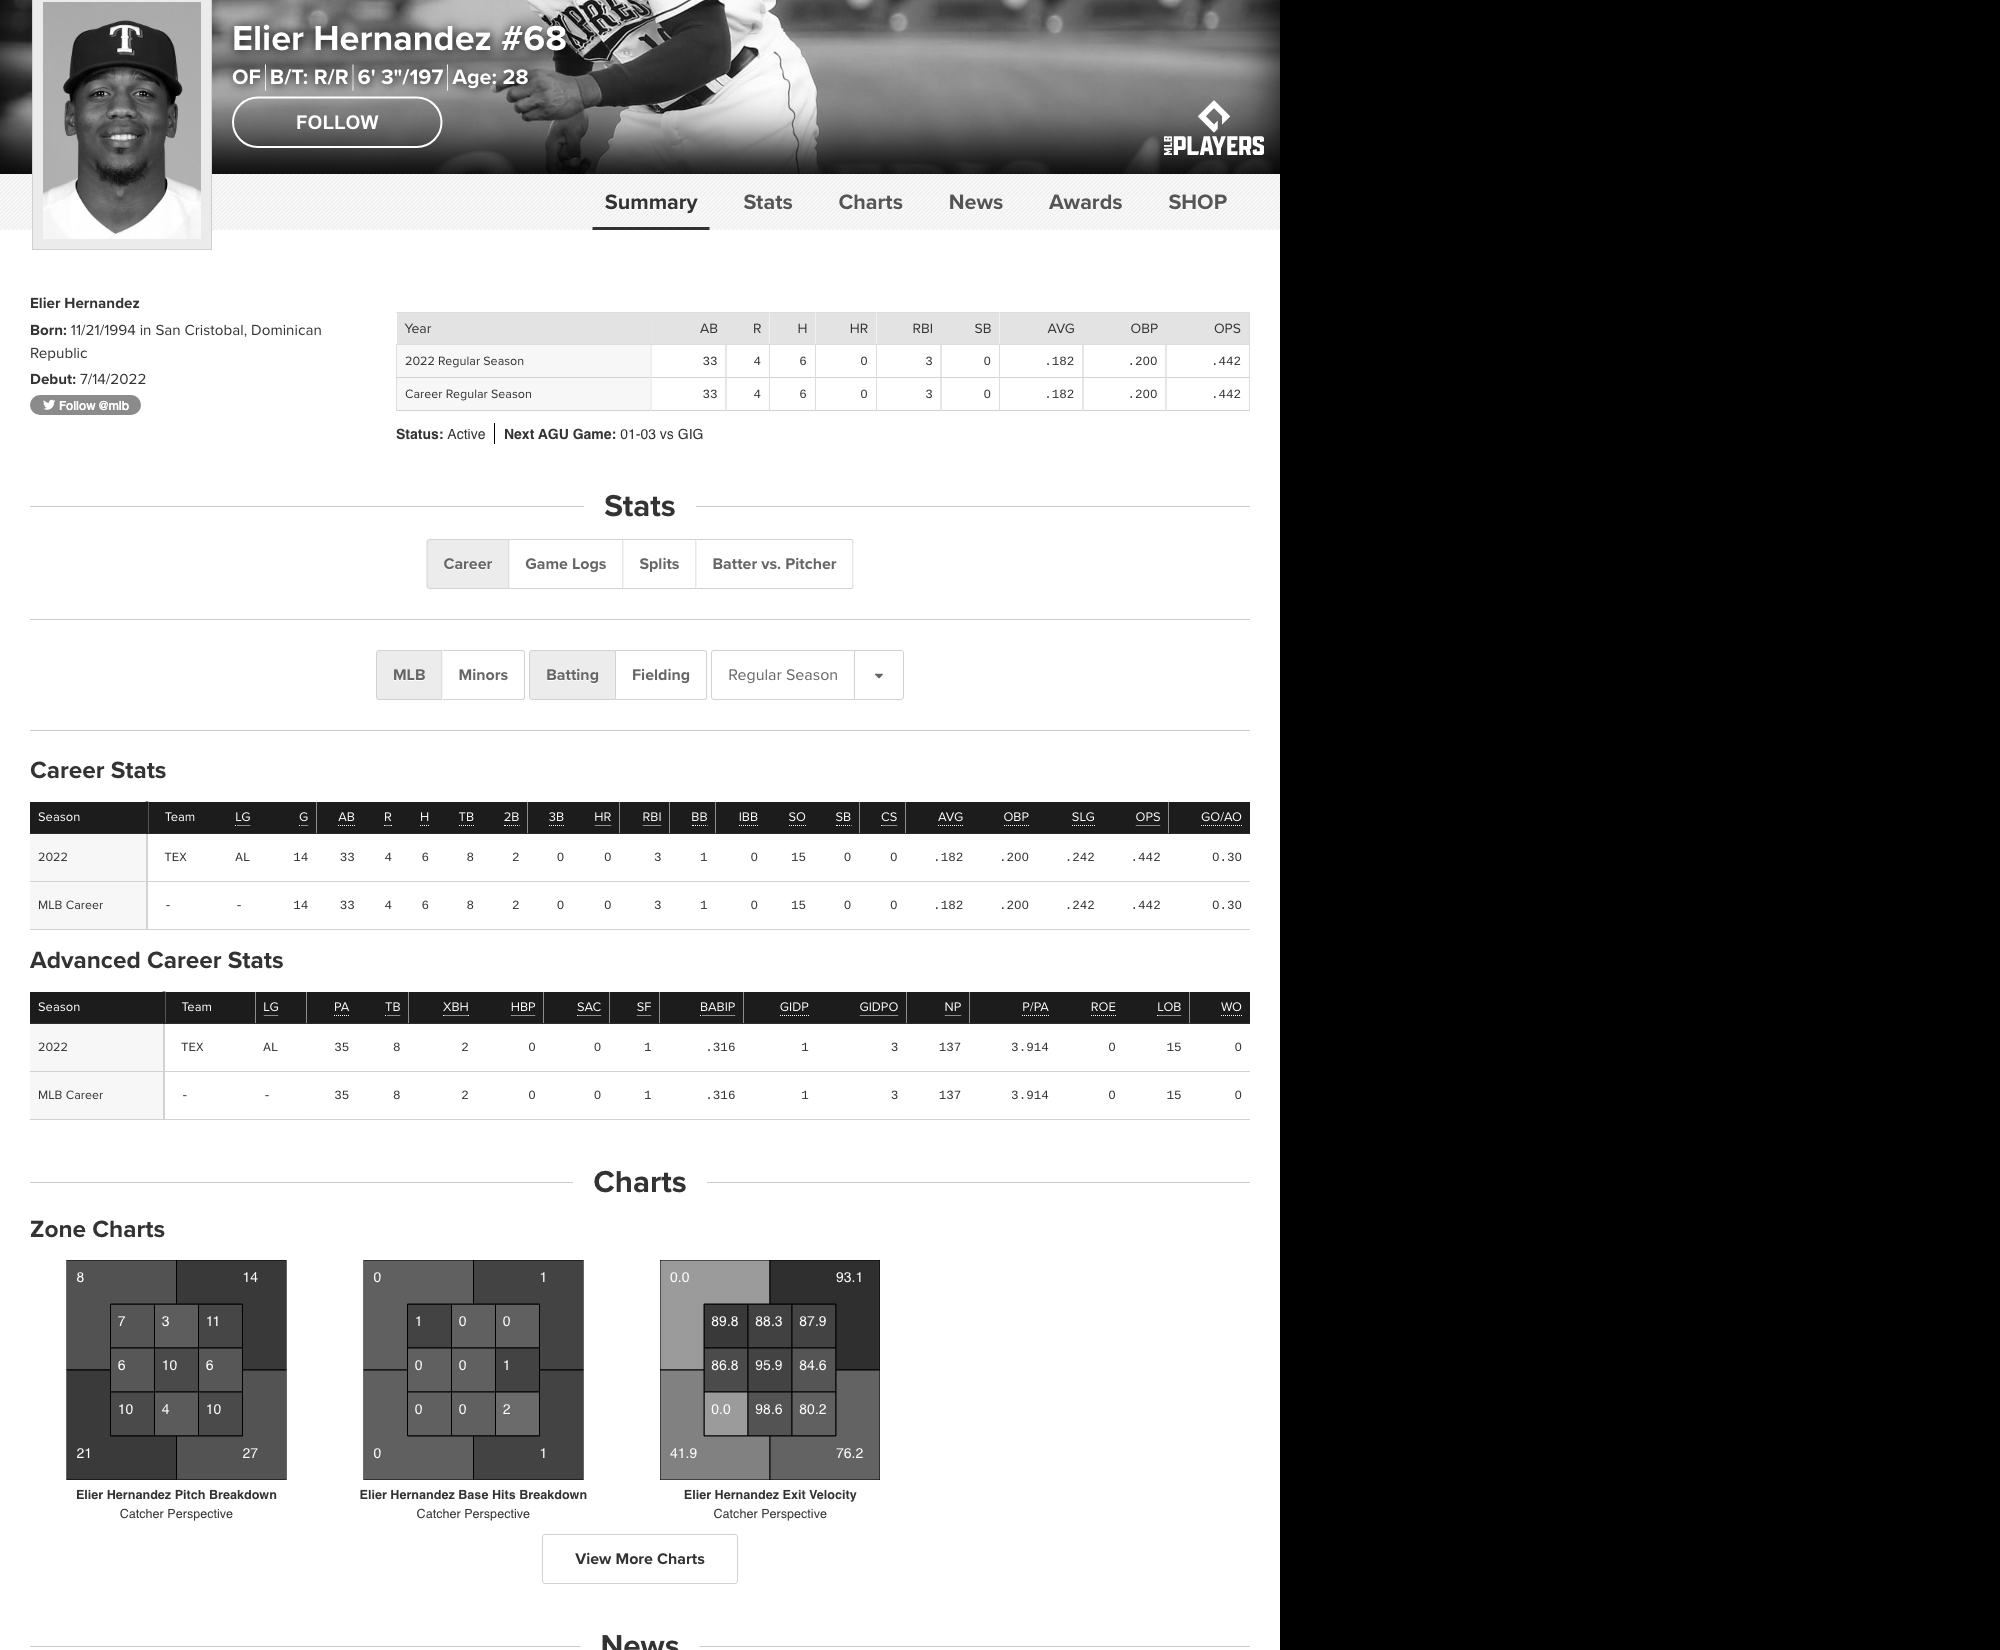 Elier Hernandez #68
OF B/T: R/R 6' 3"/197 Age: 28
FOLLOW
MLB PLAYERS
Summary Stats Charts News Awards SHOP
Elier Hernandez
Born: 11/21/1994 in San Cristobal, Dominican
Republic
Debut: 7/14/2022
Follow @mlb
Year AB R H HR RBI SB AVG OBP OPS
2022 Regular Season 33 4 6 0 3 0 .182 .200 .442
Career Regular Season 33 4 6 0 3 0 .182 .200 .442
Status: Active Next AGU Game: 01-03 vs GIG
Stats
Career Game Logs Splits Batter vs. Pitcher
MLB Minors Batting Fielding Regular Season
Career Stats
Season Team LG G AB R H TB 2B 3B HR RBI BB IBB SO SB CS AVG OBP SLG OPS GO/AO
2022 TEX AL 14 33 4 6 8 2 0 0 3 1 0 15 0 0 .182 .200 .242 .442 0.30
MLB Career - - 14 33 4 6 8 2 0 0 3 1 0 15 0 0 .182 .200 .242 .442 0.30
Advanced Career Stats
Season Team LG PA TB XBH HBP SAC SF BABIP GIDP GIDPO NP P/PA ROE LOB WO
2022 TEX AL 35 8 2 0 0 1 .316 1 3 137 3.914 0 15 0
MLB Career - - 35 8 2 0 0 1 .316 1 3 137 3.914 0 15 0
Charts
Zone Charts
8 14
7 3 11
6 10 6
10 4 10
21 27
Elier Hernandez Pitch Breakdown
Catcher Perspective
0 1
1 0 0
0 0 1
0 0 2
0 1
Elier Hernandez Base Hits Breakdown
Catcher Perspective
0.0 93.1
89.8 88.3 87.9
86.8 95.9 84.6
0.0 98.6 80.2
41.9 76.2
Elier Hernandez Exit Velocity
Catcher Perspective
View More Charts
News